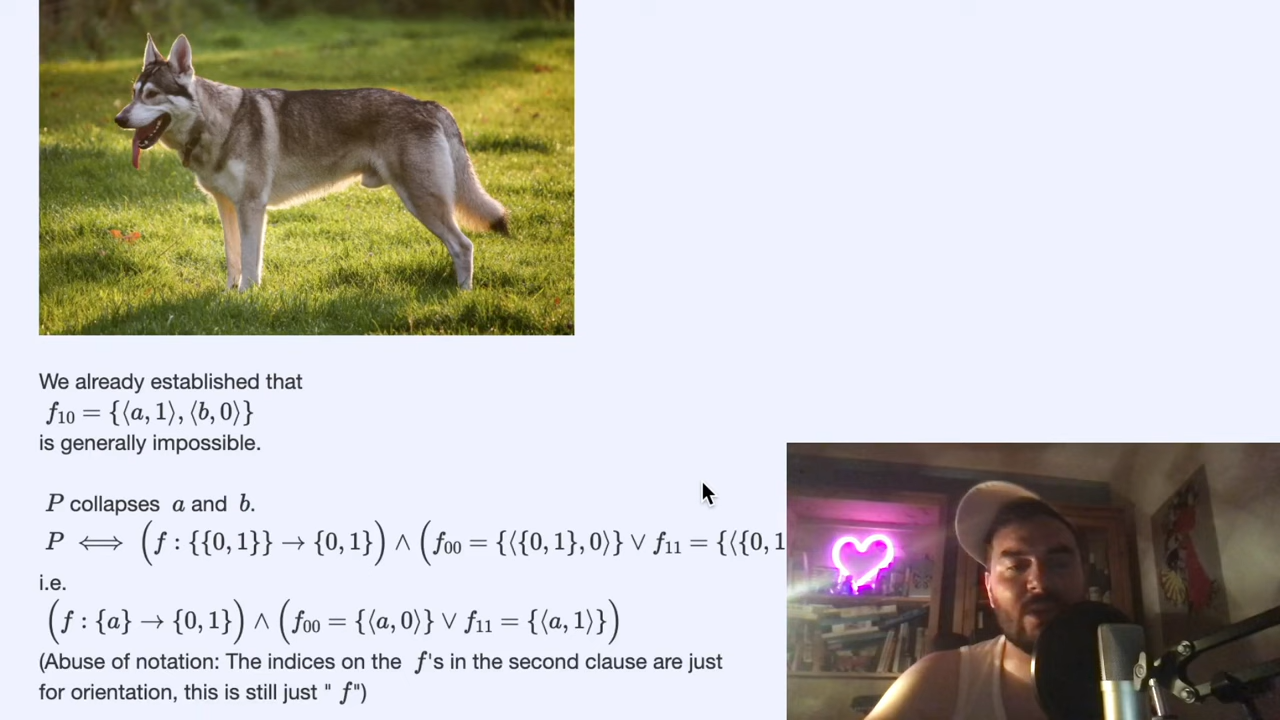 We already established that
f₁₀ = {⟨a, 1⟩, ⟨b, 0⟩}
is generally impossible.
P collapses a and b.
P ⟺ (f : {{0, 1}} → {0, 1}) ∧ (f₀₀ = {⟨{0, 1}, 0⟩} ∨ f₁₁ = {⟨{0, 1
i.e.
(f : {a} → {0, 1}) ∧ (f₀₀ = {⟨a, 0⟩} ∨ f₁₁ = {⟨a, 1⟩})
(Abuse of notation: The indices on the f's in the second clause are just
for orientation, this is still just " f")